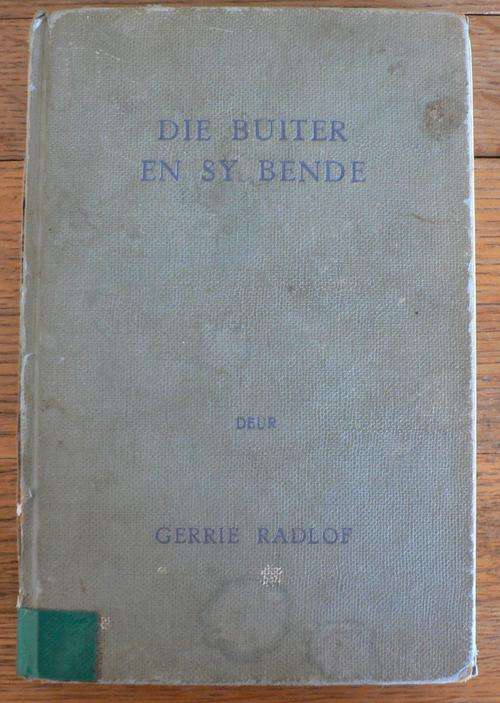 DIE BUITER
EN SY BENDE
DEUR
GERRIE RADLOF